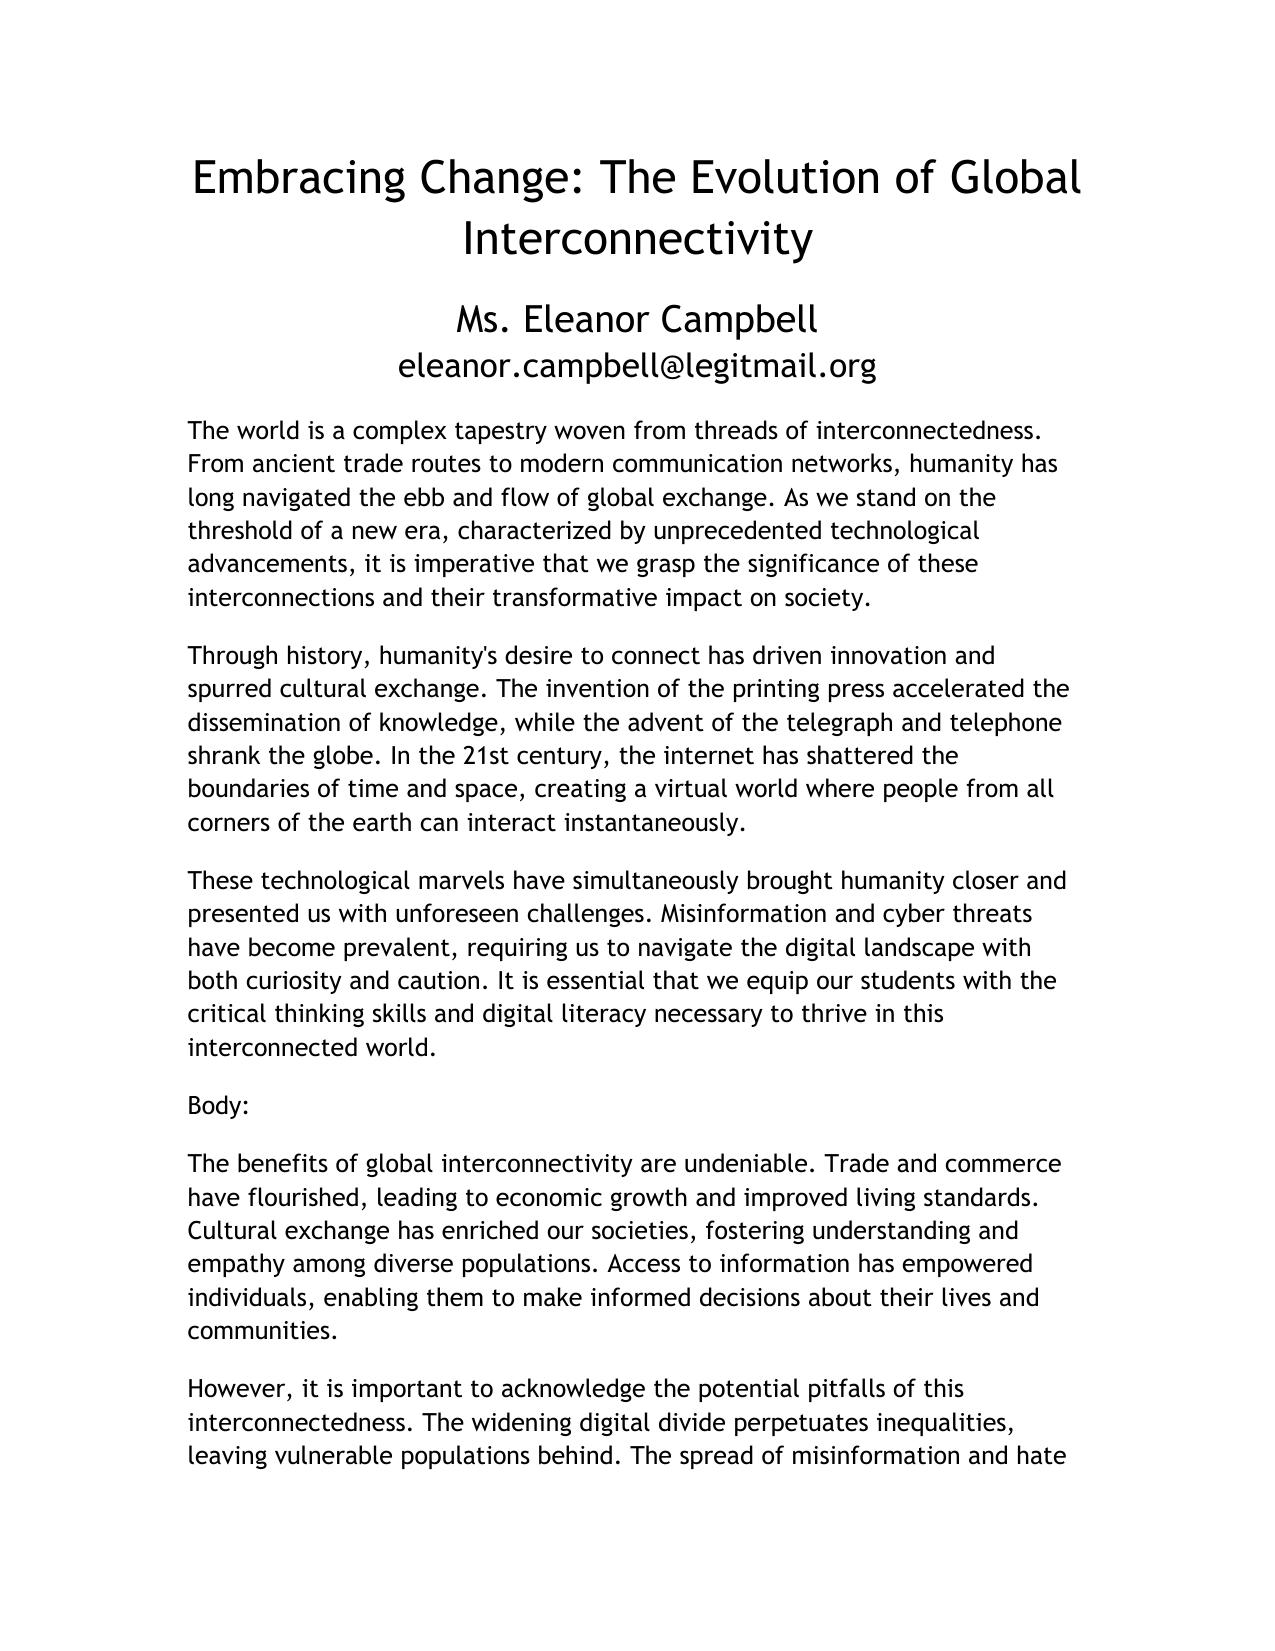 Embracing Change: The Evolution of Global
Interconnectivity
Ms. Eleanor Campbell
eleanor.campbell@legitmail.org
The world is a complex tapestry woven from threads of interconnectedness.
From ancient trade routes to modern communication networks, humanity has
long navigated the ebb and flow of global exchange. As we stand on the
threshold of a new era, characterized by unprecedented technological
advancements, it is imperative that we grasp the significance of these
interconnections and their transformative impact on society.
Through history, humanity's desire to connect has driven innovation and
spurred cultural exchange. The invention of the printing press accelerated the
dissemination of knowledge, while the advent of the telegraph and telephone
shrank the globe. In the 21st century, the internet has shattered the
boundaries of time and space, creating a virtual world where people from all
corners of the earth can interact instantaneously.
These technological marvels have simultaneously brought humanity closer and
presented us with unforeseen challenges. Misinformation and cyber threats
have become prevalent, requiring us to navigate the digital landscape with
both curiosity and caution. It is essential that we equip our students with the
critical thinking skills and digital literacy necessary to thrive in this
interconnected world.
Body:
The benefits of global interconnectivity are undeniable. Trade and commerce
have flourished, leading to economic growth and improved living standards.
Cultural exchange has enriched our societies, fostering understanding and
empathy among diverse populations. Access to information has empowered
individuals, enabling them to make informed decisions about their lives and
communities.
However, it is important to acknowledge the potential pitfalls of this
interconnectedness. The widening digital divide perpetuates inequalities,
leaving vulnerable populations behind. The spread of misinformation and hate